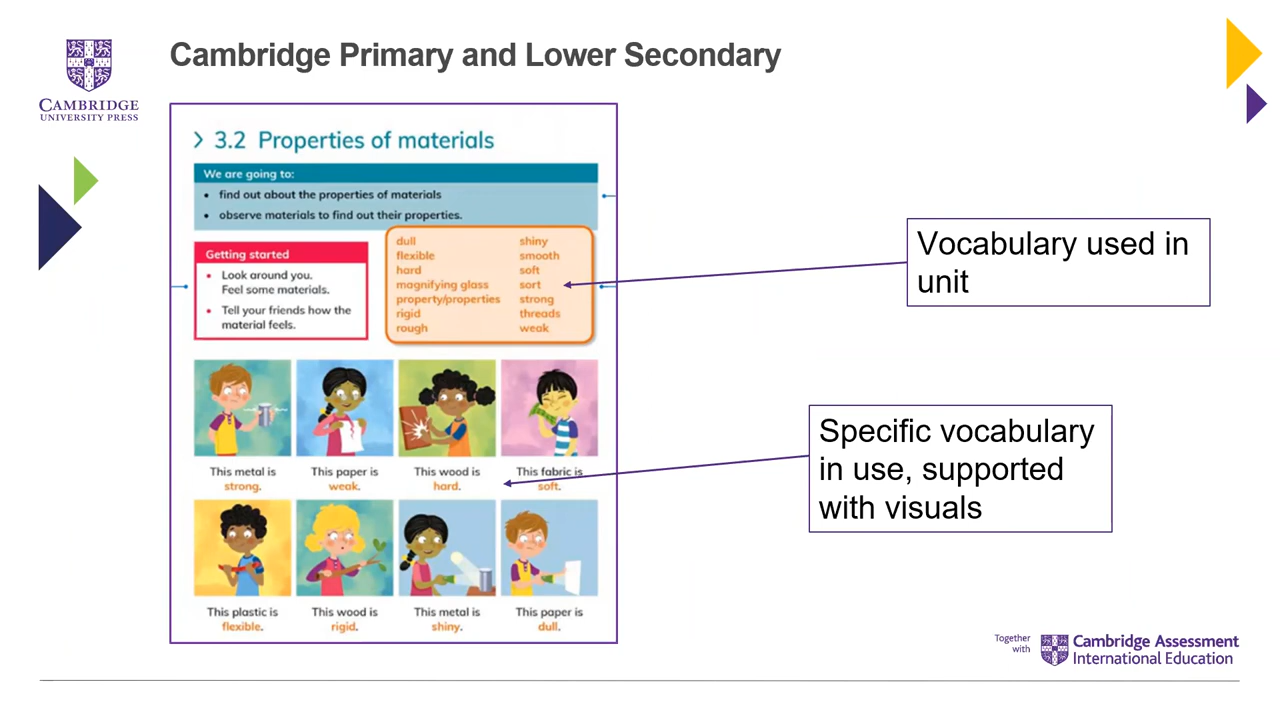 Cambridge Primary and Lower Secondary
CAMBRIDGE
UNIVERSITY PRESS
3.2 Properties of materials
We are going to:
• find out about the properties of materials
• observe materials to find out their properties.
Getting started
• Look around you.
Feel some materials.
• Tell your friends how the
material feels.
dull shiny
flexible smooth
hard soft
magnifying glass sort
property/properties strong
rigid threads
rough weak
Vocabulary used in
unit
This metal is
strong.
This paper is
weak.
This wood is
hard.
This fabric is
soft.
Specific vocabulary
in use, supported
with visuals
This plastic is
flexible.
This wood is
rigid.
This metal is
shiny.
This paper is
dull.
Together
with
Cambridge Assessment
International Education